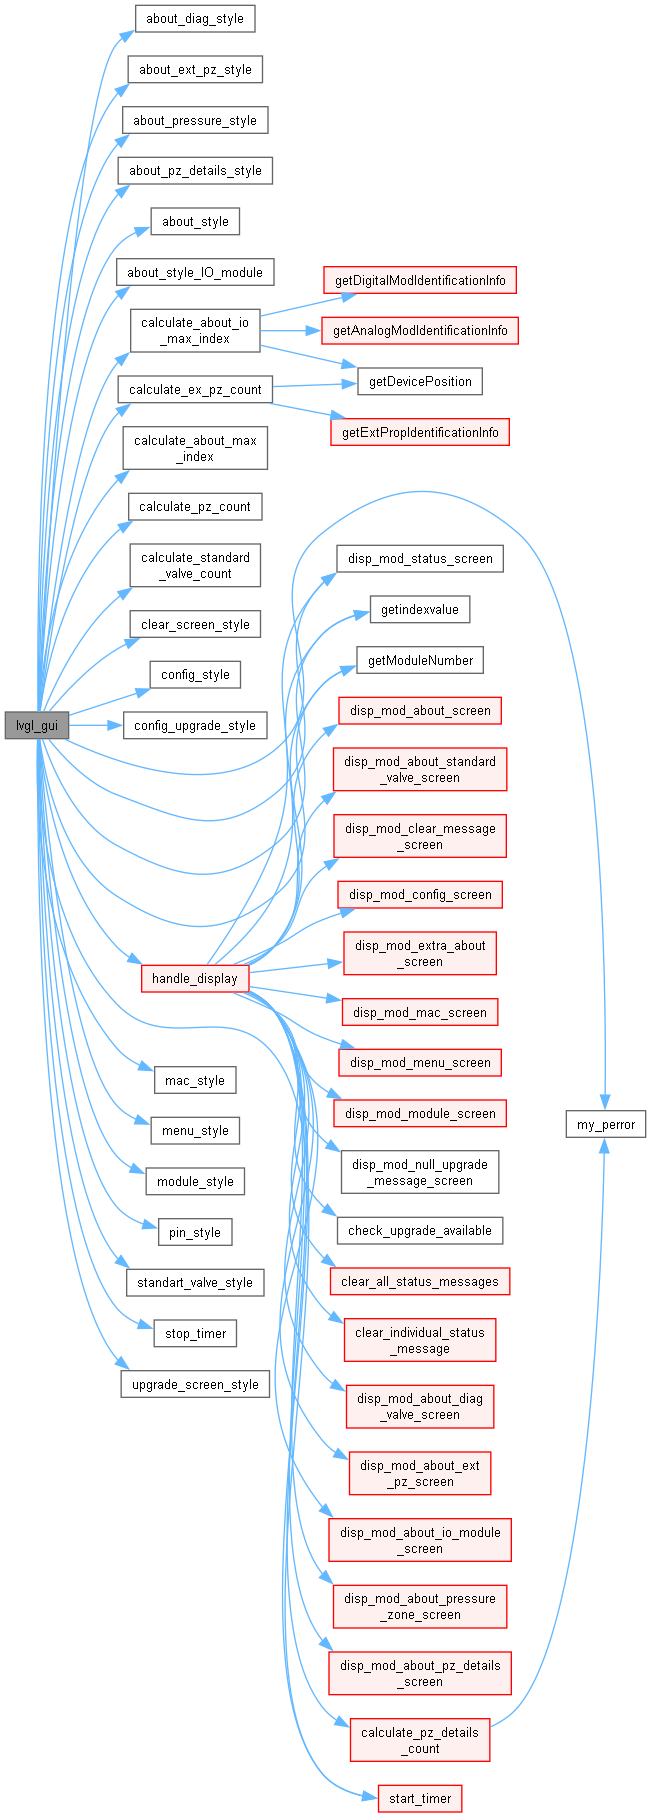 about_diag_style
about_ext_pz_style
about_pressure_style
about_pz_details_style
about_style
about_style_IO_module
calculate_about_io
_max_index
calculate_ex_pz_count
calculate_about_max
_index
calculate_pz_count
calculate_standard
_valve_count
clear_screen_style
config_style
lvgl_gui
config_upgrade_style
handle_display
mac_style
menu_style
module_style
pin_style
standart_valve_style
stop_timer
upgrade_screen_style
getDigitalModIdentificationInfo
getAnalogModIdentificationInfo
getDevicePosition
getExtPropIdentificationInfo
disp_mod_status_screen
getindexvalue
getModuleNumber
disp_mod_about_screen
disp_mod_about_standard
_valve_screen
disp_mod_clear_message
_screen
disp_mod_config_screen
disp_mod_extra_about
_screen
disp_mod_mac_screen
disp_mod_menu_screen
disp_mod_module_screen
disp_mod_null_upgrade
_message_screen
check_upgrade_available
clear_all_status_messages
clear_individual_status
_message
disp_mod_about_diag
_valve_screen
disp_mod_about_ext
_pz_screen
disp_mod_about_io_module
_screen
disp_mod_about_pressure
_zone_screen
disp_mod_about_pz_details
_screen
calculate_pz_details
_count
start_timer
my_perror